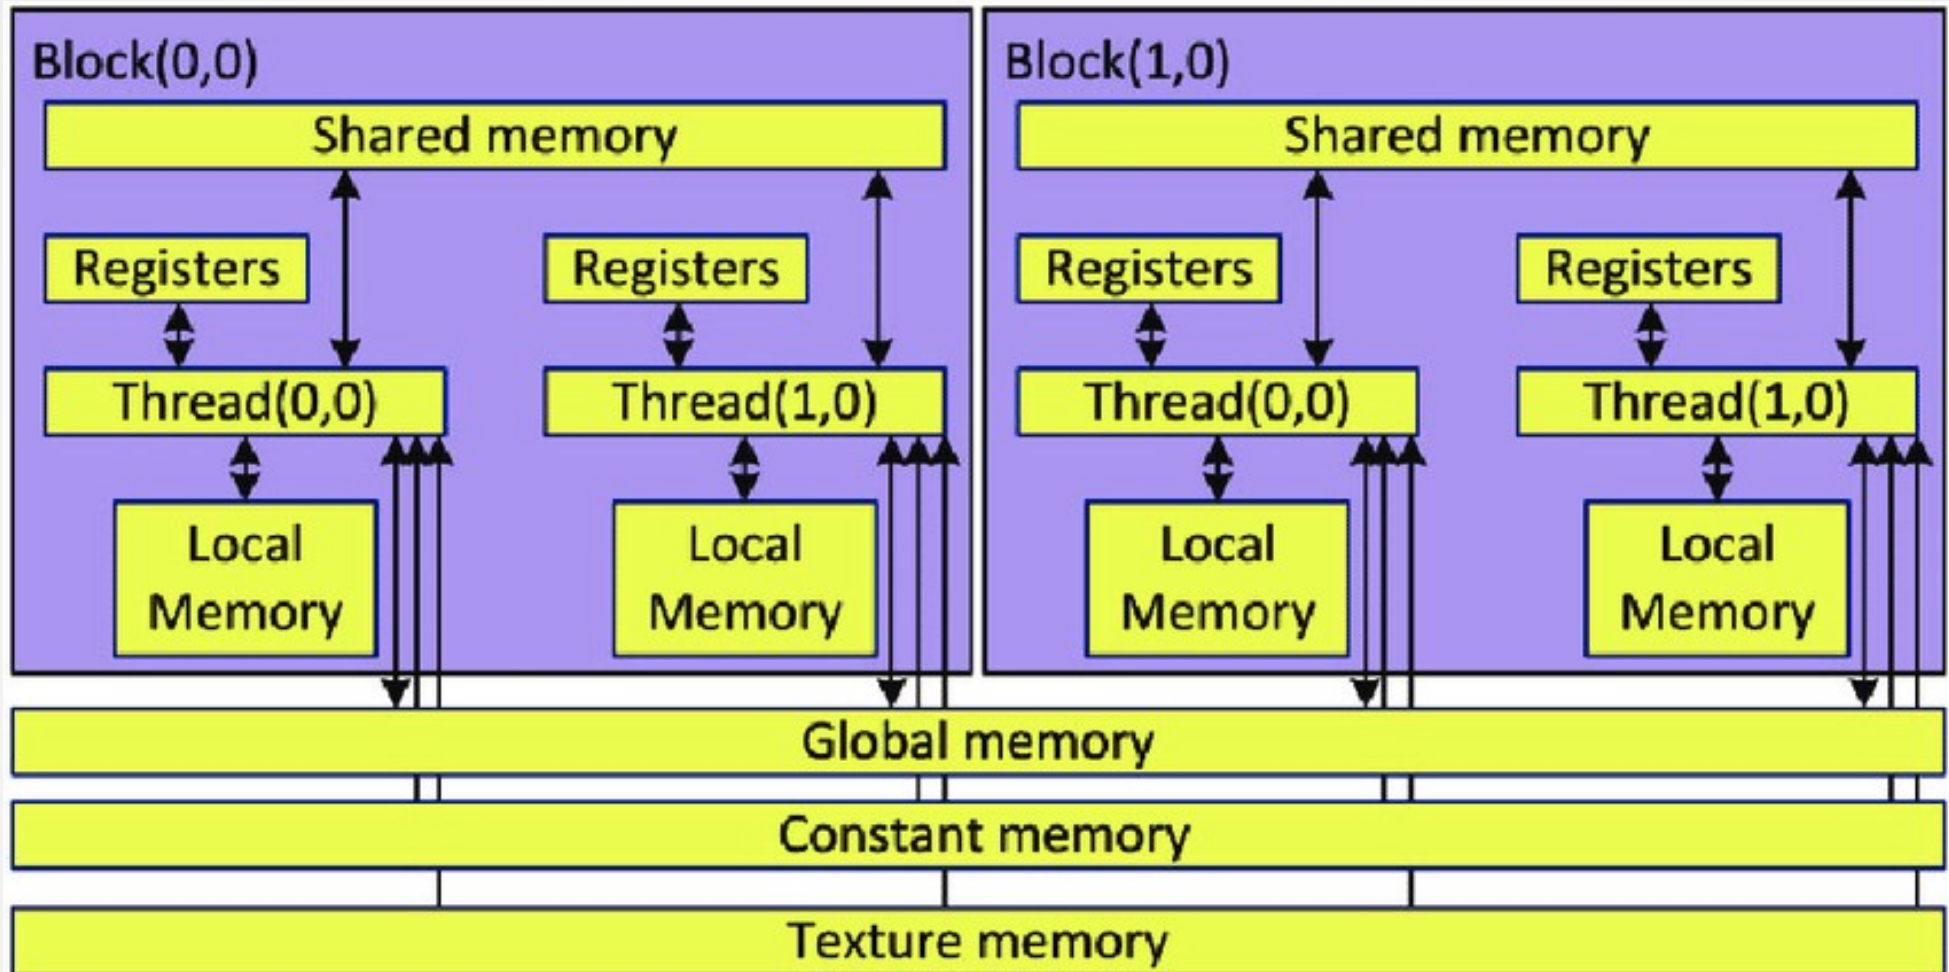 Block(0,0)
Shared memory
Registers
Registers
Thread(0,0)
Thread(1,0)
Local
Memory
Local
Memory
Block(1,0)
Shared memory
Registers
Registers
Thread(0,0)
Thread(1,0)
Local
Memory
Local
Memory
Global memory
Constant memory
Texture memory